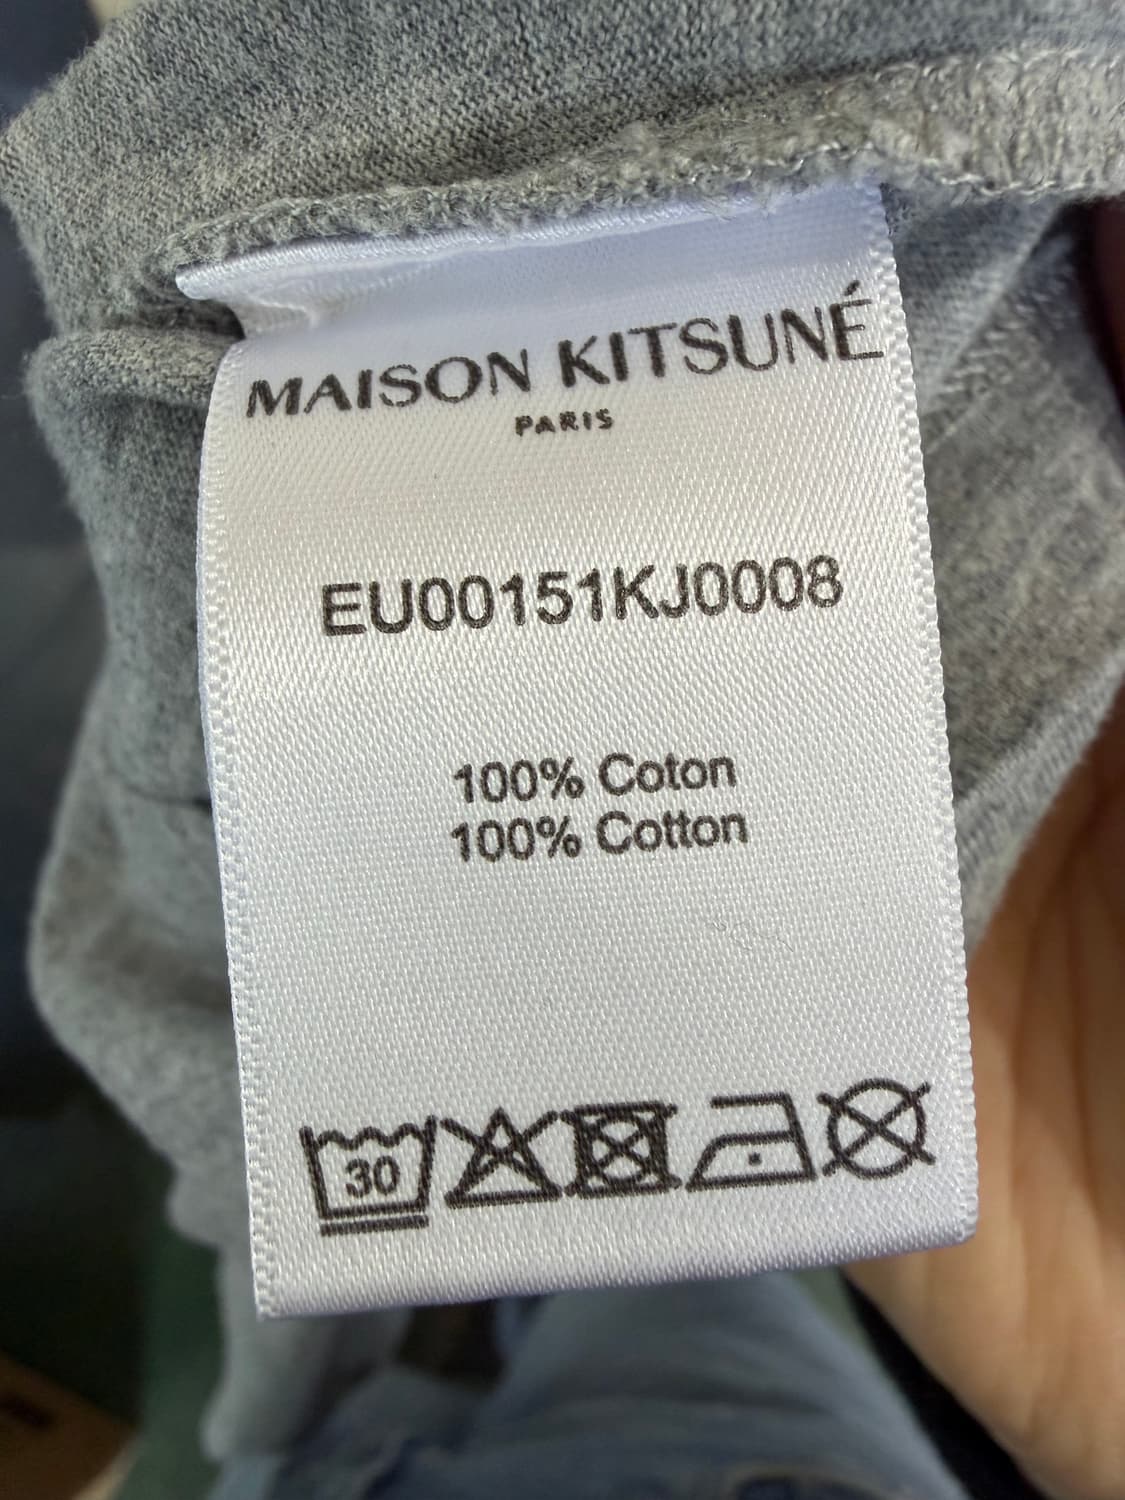 MAISON KITSUNÉ
PARIS
EU00151KJ0008
100% Coton
100% Cotton
30